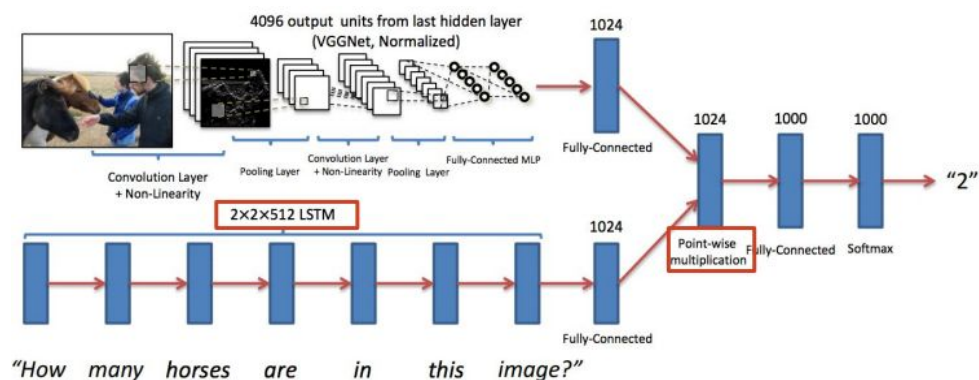 4096 output units from last hidden layer
(VGGNet, Normalized)
1024
Convolution Layer
+ Non-Linearity
Pooling Layer
Convolution Layer
+ Non-Linearity
Pooling Layer
Fully-Connected MLP
Fully-Connected
1024
1000
1000
"2"
Point-wise
multiplication
Fully-Connected
Softmax
2×2×512 LSTM
1024
Fully-Connected
"How many horses are in this image?"